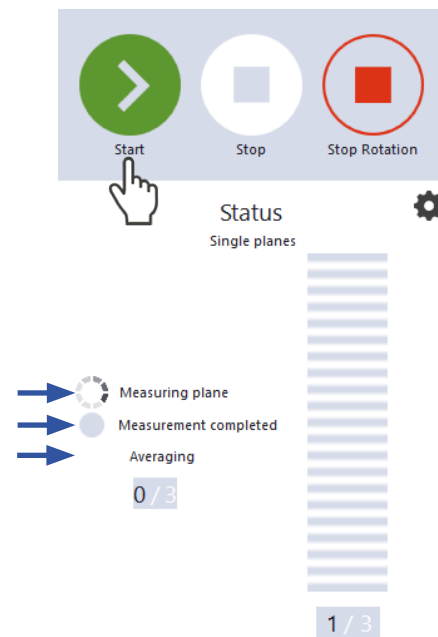 Start
Stop
Stop Rotation
Status
Single planes
Measuring plane
Measurement completed
Averaging
0 / 3
1 / 3